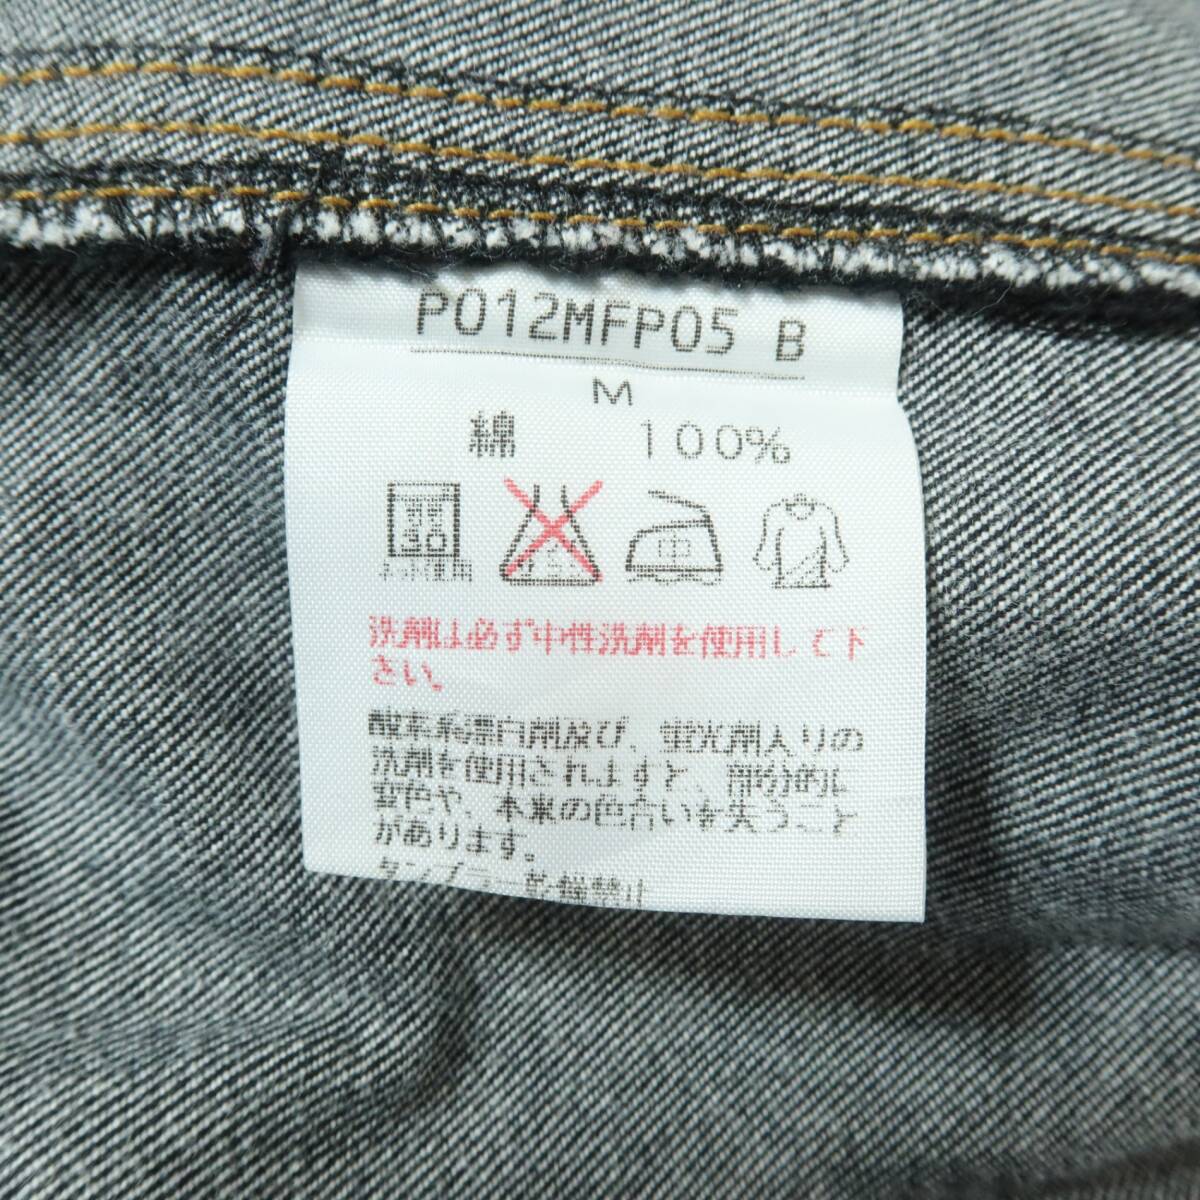 P012MFP05 B
M
綿 100%
30
洗剤は必ず中性洗剤を使用して下
さい。
酸素系漂白剤及び、蛍光剤入りの
洗剤を使用されますと、部分的に
変色や、本来の色合いを失うこと
があります。
タンブラー乾燥禁止